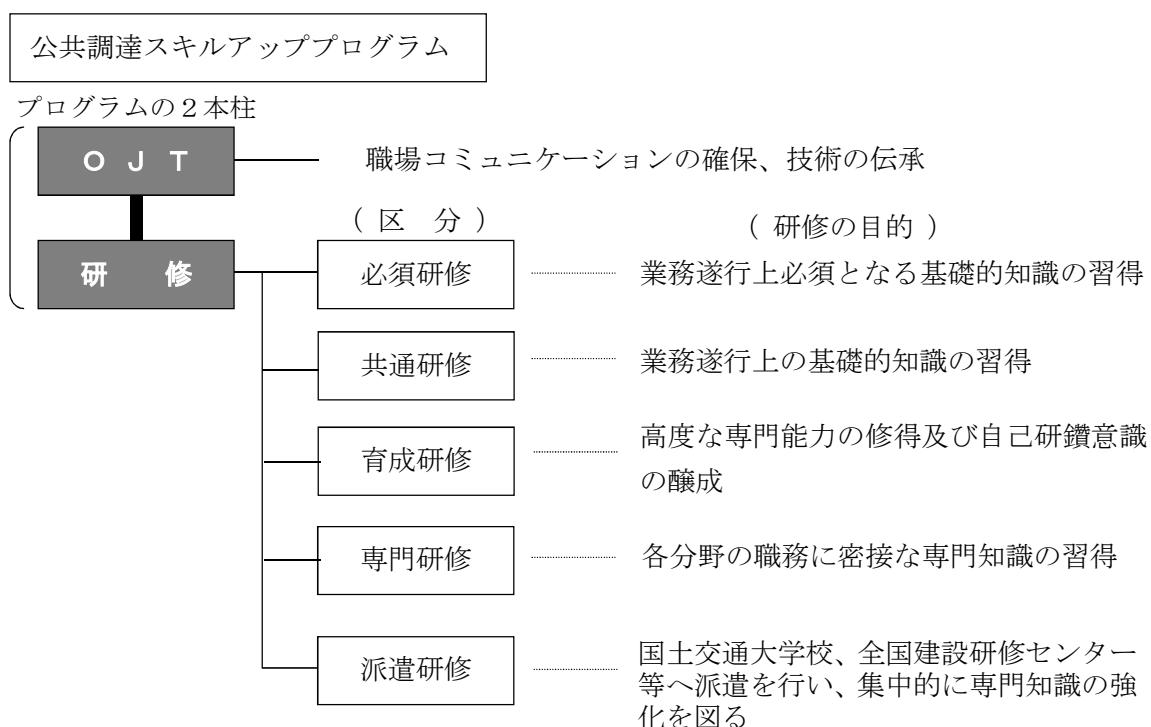 公共調達スキルアッププログラム
プログラムの２本柱
ＯＪＴ
職場コミュニケーションの確保、技術の伝承
（ 区　分 ）
（ 研修の目的 ）
研　修
必須研修
業務遂行上必須となる基礎的知識の習得
共通研修
業務遂行上の基礎的知識の習得
育成研修
高度な専門能力の修得及び自己研鑽意識
の醸成
専門研修
各分野の職務に密接な専門知識の習得
派遣研修
国土交通大学校、全国建設研修センター
等へ派遣を行い、集中的に専門知識の強
化を図る